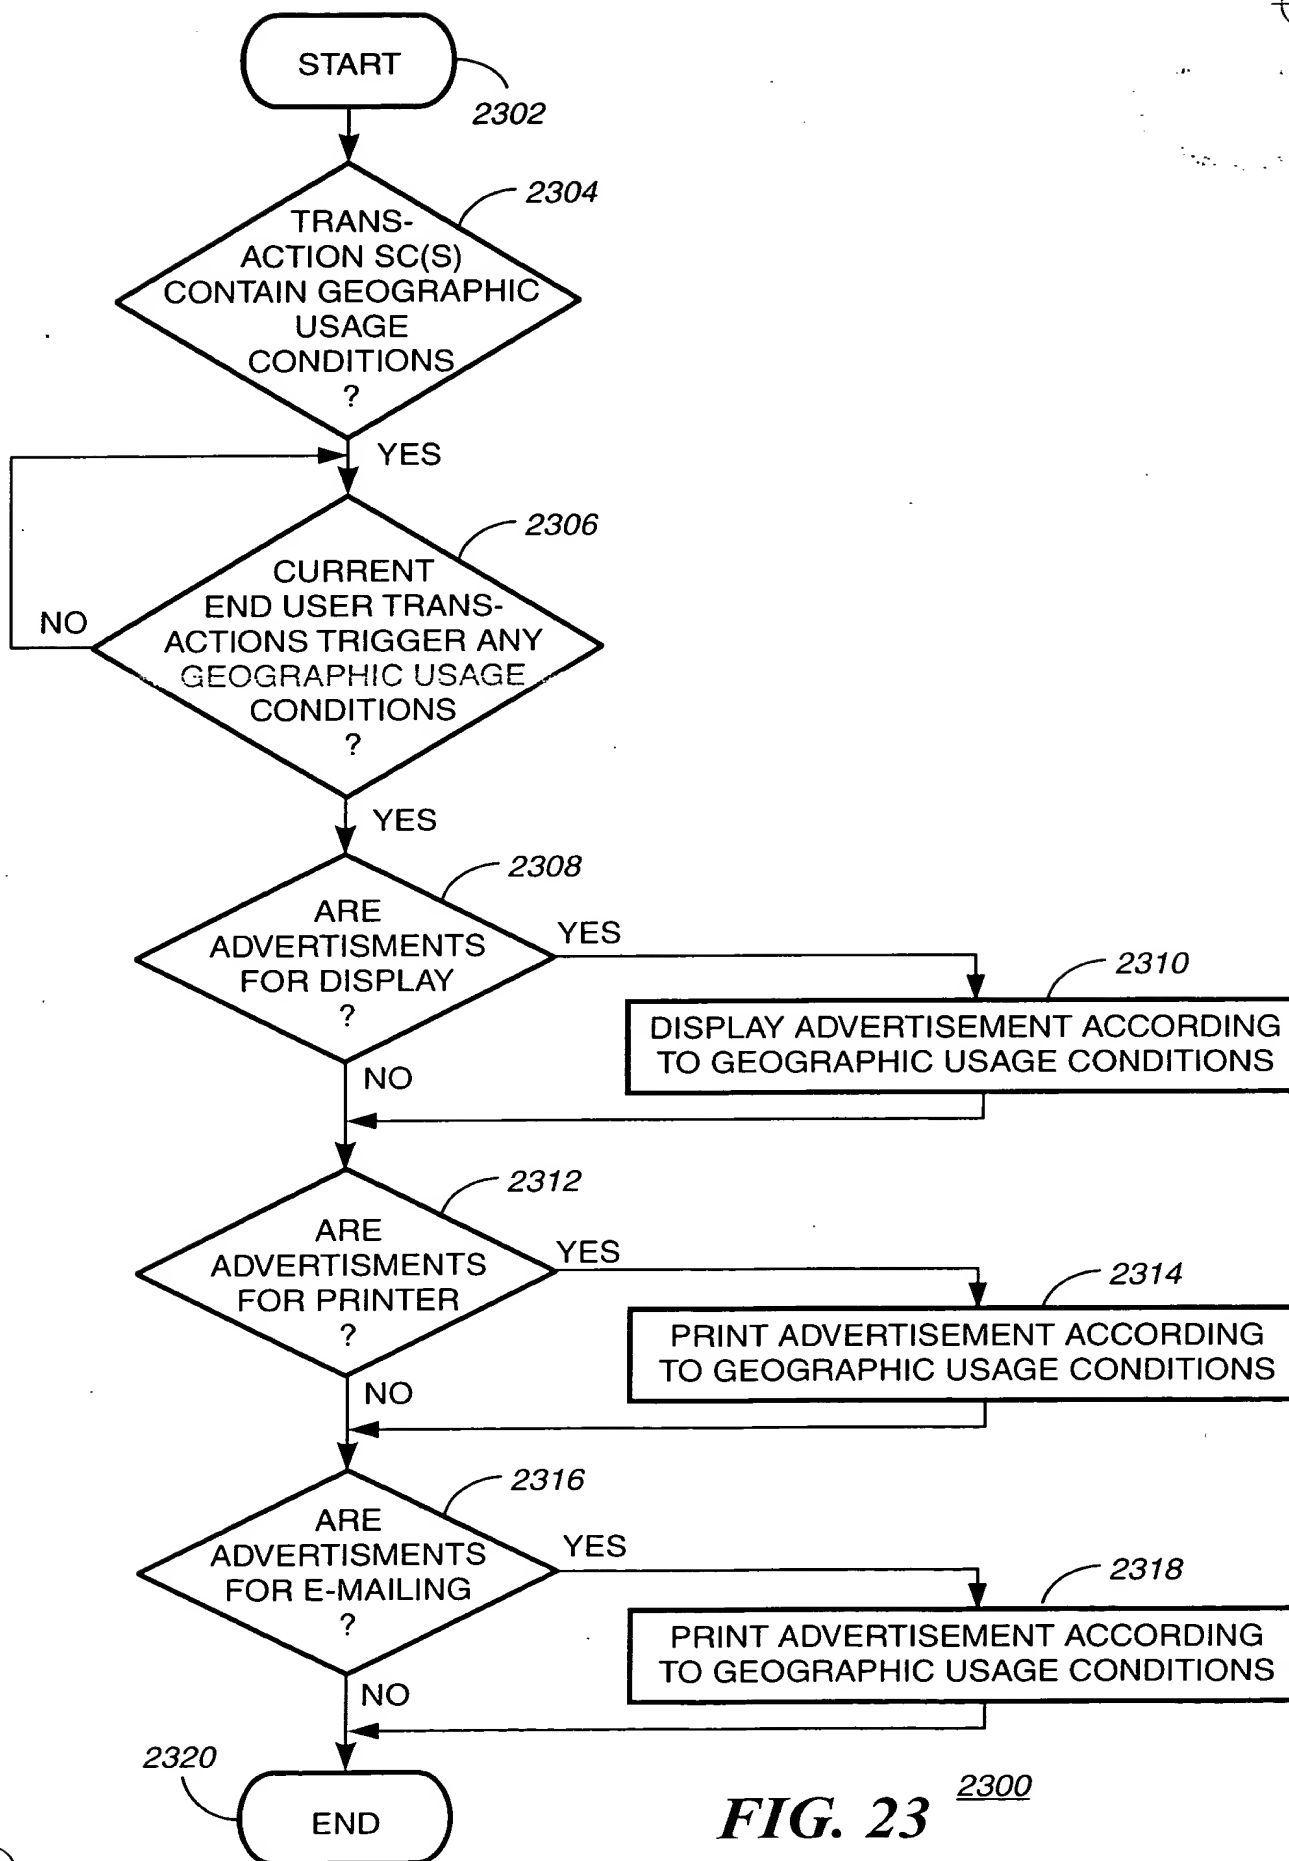 START
2302
2304
TRANS-
ACTION SC(S)
CONTAIN GEOGRAPHIC
USAGE
CONDITIONS
?
YES
2306
CURRENT
END USER TRANS-
ACTIONS TRIGGER ANY
GEOGRAPHIC USAGE
CONDITIONS
?
NO
YES
2308
ARE
ADVERTISMENTS
FOR DISPLAY
?
YES
2310
DISPLAY ADVERTISEMENT ACCORDING
TO GEOGRAPHIC USAGE CONDITIONS
NO
2312
ARE
ADVERTISMENTS
FOR PRINTER
?
YES
2314
PRINT ADVERTISEMENT ACCORDING
TO GEOGRAPHIC USAGE CONDITIONS
NO
2316
ARE
ADVERTISMENTS
FOR E-MAILING
?
YES
2318
PRINT ADVERTISEMENT ACCORDING
TO GEOGRAPHIC USAGE CONDITIONS
NO
2320
END
FIG. 23
2300